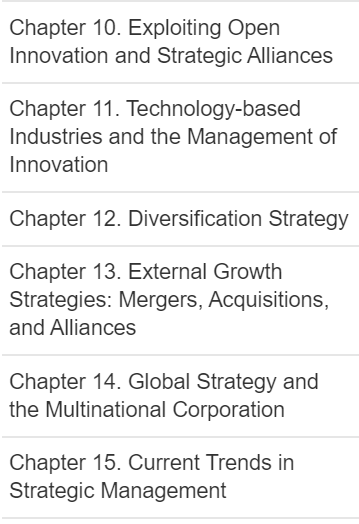 Chapter 10. Exploiting Open
Innovation and Strategic Alliances
Chapter 11. Technology-based
Industries and the Management of
Innovation
Chapter 12. Diversification Strategy
Chapter 13. External Growth
Strategies: Mergers, Acquisitions,
and Alliances
Chapter 14. Global Strategy and
the Multinational Corporation
Chapter 15. Current Trends in
Strategic Management